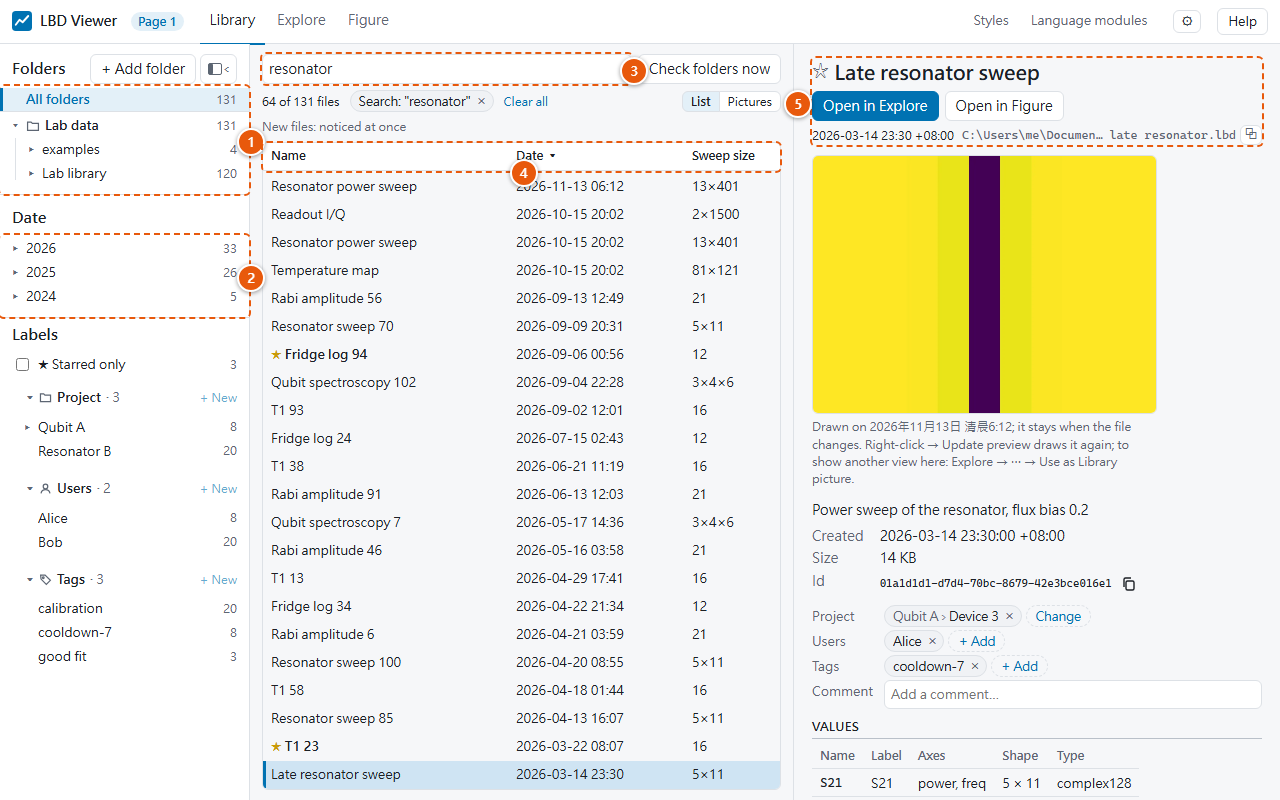 LBD Viewer Page 1 Library Explore Figure Styles Language modules Help
Folders + Add folder
All folders 131
Lab data 131
examples 4
Lab library 120
1
Date
2026 33
2025 26
2024 5
2
Labels
★ Starred only 3
Project · 3 + New
Qubit A 8
Resonator B 20
Users · 2 + New
Alice 8
Bob 20
Tags · 3 + New
calibration 20
cooldown-7 8
good fit 3
resonator 3 Check folders now
64 of 131 files Search: "resonator" × Clear all List Pictures
New files: noticed at once
Name Date Sweep size
4
Resonator power sweep 2026-11-13 06:12 13×401
Readout I/Q 2026-10-15 20:02 2×1500
Resonator power sweep 2026-10-15 20:02 13×401
Temperature map 2026-10-15 20:02 81×121
Rabi amplitude 56 2026-09-13 12:49 21
Resonator sweep 70 2026-09-09 20:31 5×11
★ Fridge log 94 2026-09-06 00:56 12
Qubit spectroscopy 102 2026-09-04 22:28 3×4×6
T1 93 2026-09-02 12:01 16
Fridge log 24 2026-07-15 02:43 12
T1 38 2026-06-21 11:19 16
Rabi amplitude 91 2026-06-13 12:03 21
Qubit spectroscopy 7 2026-05-17 14:36 3×4×6
Rabi amplitude 46 2026-05-16 03:58 21
T1 13 2026-04-29 17:41 16
Fridge log 34 2026-04-22 21:34 12
Rabi amplitude 6 2026-04-21 03:59 21
Resonator sweep 100 2026-04-20 08:55 5×11
T1 58 2026-04-18 01:44 16
Resonator sweep 85 2026-04-13 16:07 5×11
★ T1 23 2026-03-22 08:07 16
Late resonator sweep 2026-03-14 23:30 5×11
☆ Late resonator sweep
5
Open in Explore Open in Figure
2026-03-14 23:30 +08:00 C:\Users\me\Documen… late resonator.lbd
Drawn on 2026年11月13日 清晨6:12; it stays when the file
changes. Right-click → Update preview draws it again; to
show another view here: Explore → ··· → Use as Library
picture.
Power sweep of the resonator, flux bias 0.2
Created 2026-03-14 23:30:00 +08:00
Size 14 KB
Id 01a1d1d1-d7d4-70bc-8679-42e3bce016e1
Project Qubit A › Device 3 × Change
Users Alice × + Add
Tags cooldown-7 × + Add
Comment Add a comment…
VALUES
Name Label Axes Shape Type
S21 S21 power, freq 5 × 11 complex128